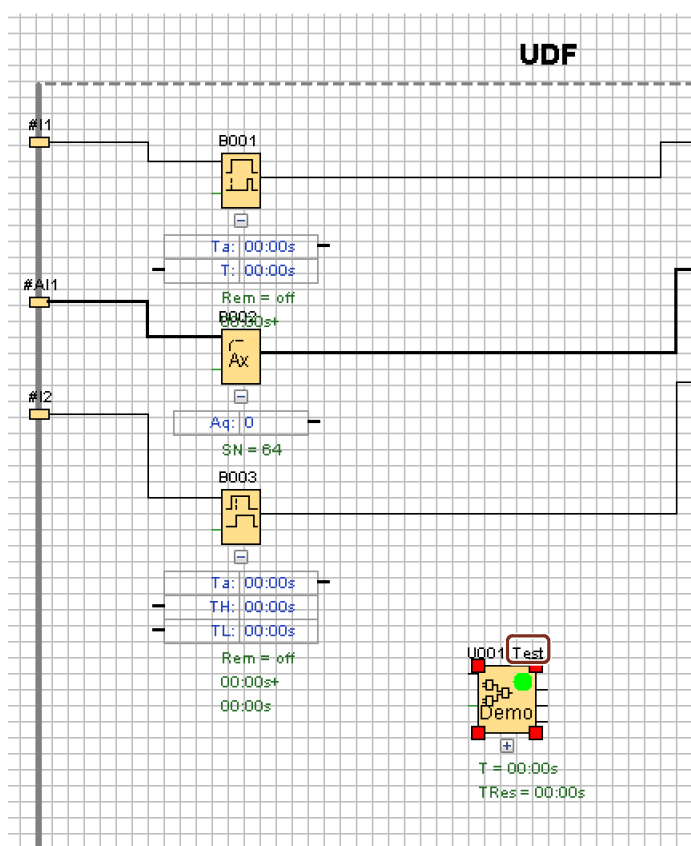 UDF
#I1
B001
Ta: 00:00s
T: 00:00s
Rem = off
00:00s+
#AI1
B002
Ax
#I2
Aq: 0
SN = 64
B003
Ta: 00:00s
TH: 00:00s
TL: 00:00s
Rem = off
00:00s+
00:00s
U001 Test
Demo
T = 00:00s
TRes = 00:00s